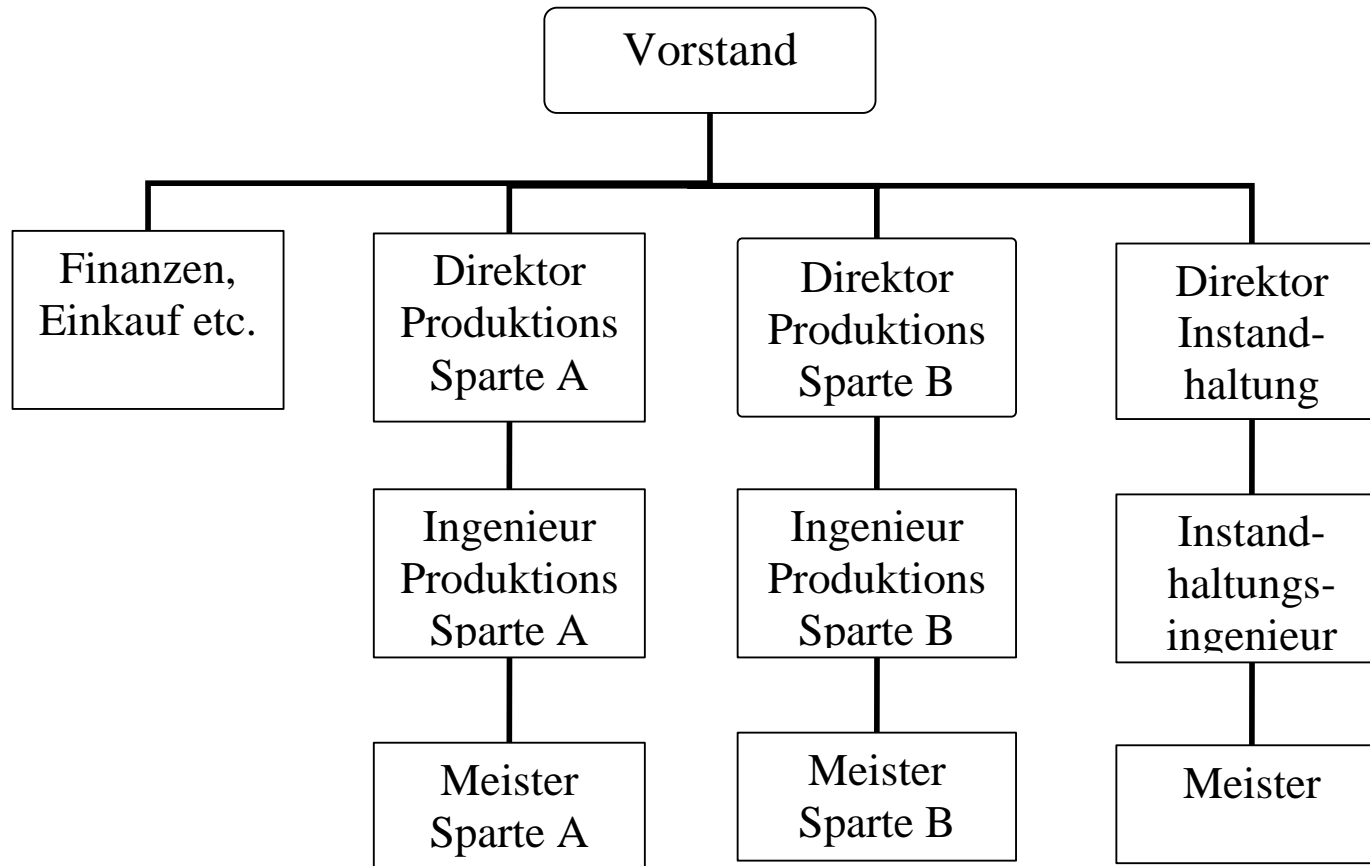 Vorstand
Finanzen,
Einkauf etc.
Direktor
Produktions
Sparte A
Direktor
Produktions
Sparte B
Direktor
Instand-
haltung
Ingenieur
Produktions
Sparte A
Ingenieur
Produktions
Sparte B
Instand-
haltungs-
ingenieur
Meister
Sparte A
Meister
Sparte B
Meister